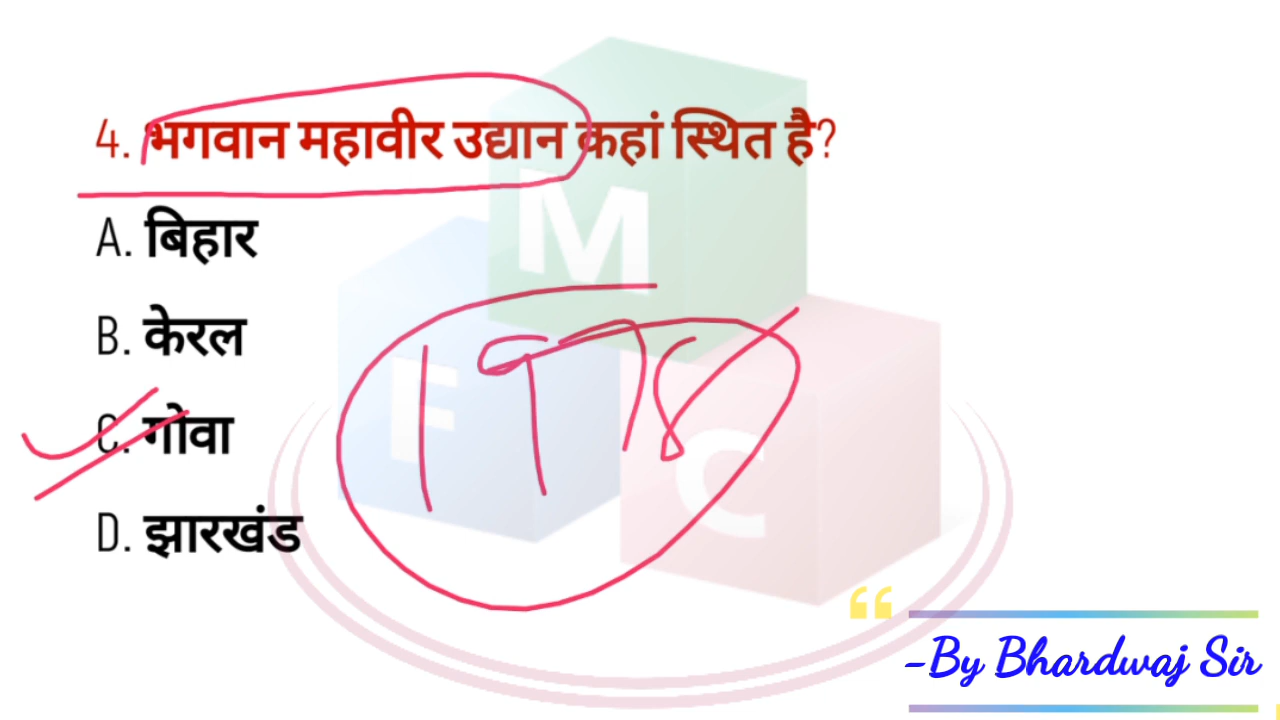 4. भगवान महावीर उद्यान कहां स्थित है?
A. बिहार
B. केरल
C. गोवा
D. झारखंड
M
F
C
1978
“
-By Bhardwaj Sir